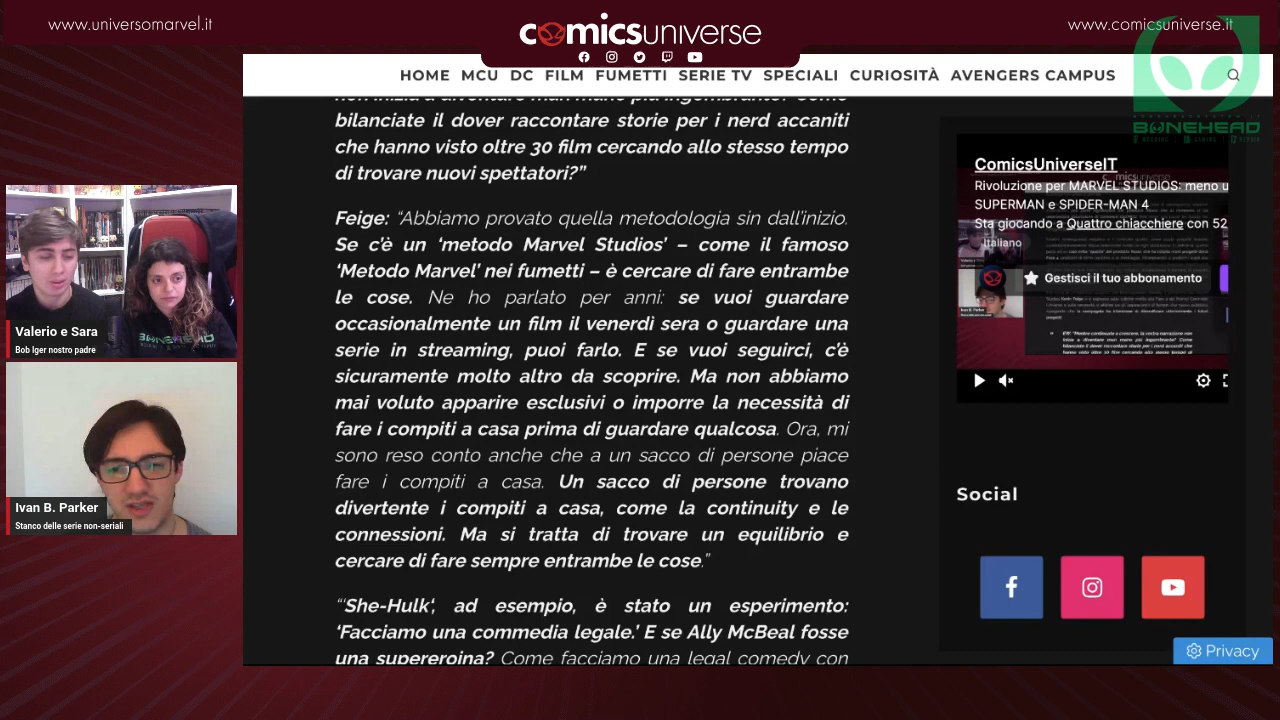 www.universomarvel.it
comicsuniverse
www.comicsuniverse.it
HOME MCU DC FILM FUMETTI SERIE TV SPECIALI CURIOSITÀ AVENGERS CAMPUS
BONEHEAD
bilanciate il dover raccontare storie per i nerd accaniti
che hanno visto oltre 30 film cercando allo stesso tempo
di trovare nuovi spettatori?”
Feige: “Abbiamo provato quella metodologia sin dall’inizio.
Se c’è un ‘metodo Marvel Studios’ – come il famoso
‘Metodo Marvel’ nei fumetti – è cercare di fare entrambe
le cose. Ne ho parlato per anni: se vuoi guardare
occasionalmente un film il venerdì sera o guardare una
serie in streaming, puoi farlo. E se vuoi seguirci, c’è
sicuramente molto altro da scoprire. Ma non abbiamo
mai voluto apparire esclusivi o imporre la necessità di
fare i compiti a casa prima di guardare qualcosa. Ora, mi
sono reso conto anche che a un sacco di persone piace
fare i compiti a casa. Un sacco di persone trovano
divertente i compiti a casa, come la continuity e le
connessioni. Ma si tratta di trovare un equilibrio e
cercare di fare sempre entrambe le cose.”
“‘She-Hulk‘, ad esempio, è stato un esperimento:
‘Facciamo una commedia legale.’ E se Ally McBeal fosse
una supereroina? Come facciamo una legal comedy con
ComicsUniverseIT
Rivoluzione per MARVEL STUDIOS: meno u
SUPERMAN e SPIDER-MAN 4
Sta giocando a Quattro chiacchiere con 52
Italiano
Gestisci il tuo abbonamento
Social
Privacy
Valerio e Sara
Bob Iger nostro padre
BONEHEAD
Ivan B. Parker
Stanco delle serie non-seriali